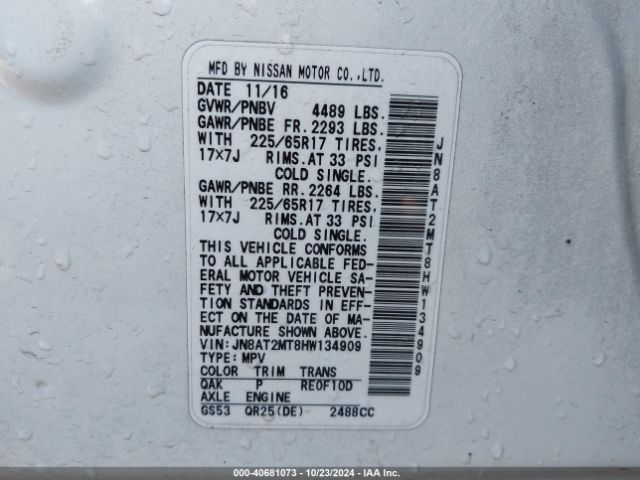 MFD BY NISSAN MOTOR CO.,LTD.
DATE 11/16
GVWR/PNBV 4489 LBS.
GAWR/PNBE FR. 2293 LBS.
WITH 225/65R17 TIRES,
17×7J RIMS.AT 33 PSI
COLD SINGLE.
GAWR/PNBE RR. 2264 LBS.
WITH 225/65R17 TIRES,
17×7J RIMS.AT 33 PSI
COLD SINGLE.
THIS VEHICLE CONFORMS
TO ALL APPLICABLE FED-
ERAL MOTOR VEHICLE SA-
FETY AND THEFT PREVEN-
TION STANDARDS IN EFF-
ECT ON THE DATE OF MA-
NUFACTURE SHOWN ABOVE.
VIN:JN8AT2MT8HW134909
TYPE:MPV
COLOR TRIM TRANS
QAK P RE0F10D
AXLE ENGINE
GS53 QR25(DE) 2488CC
JN8AT2MT8HW134909
000-40681073 - 10/23/2024 - IAA Inc.